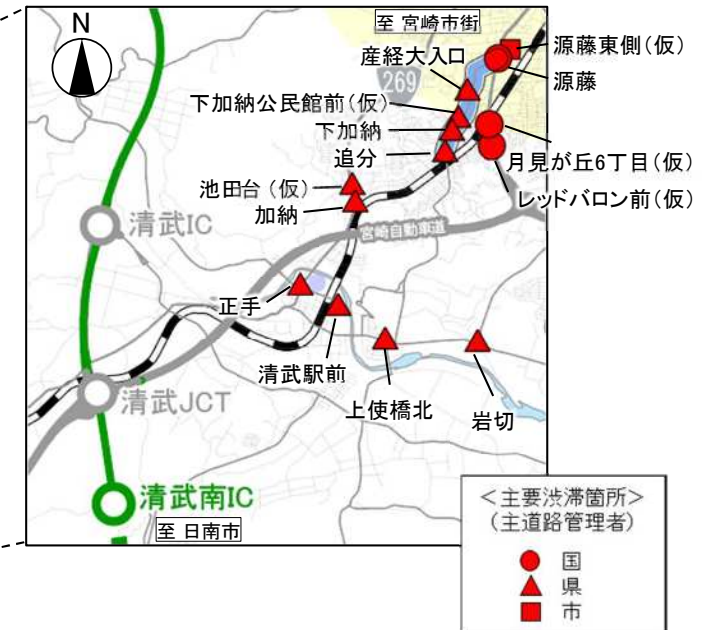 N
至 宮崎市街
産経大入口
269
源藤東側(仮)
源藤
下加納公民館前(仮)
下加納
追分
月見が丘6丁目(仮)
レッドバロン前(仮)
池田台(仮)
加納
清武IC
宮崎自動車道
正手
清武駅前
上使橋北
岩切
清武JCT
清武南IC
至 日南市
<主要渋滞箇所>
(主道路管理者)
国
県
市